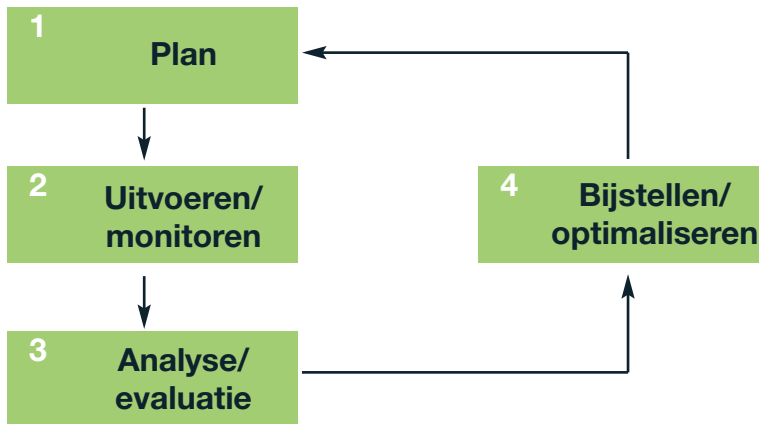 1
Plan
2
Uitvoeren/
monitoren
3
Analyse/
evaluatie
4
Bijstellen/
optimaliseren